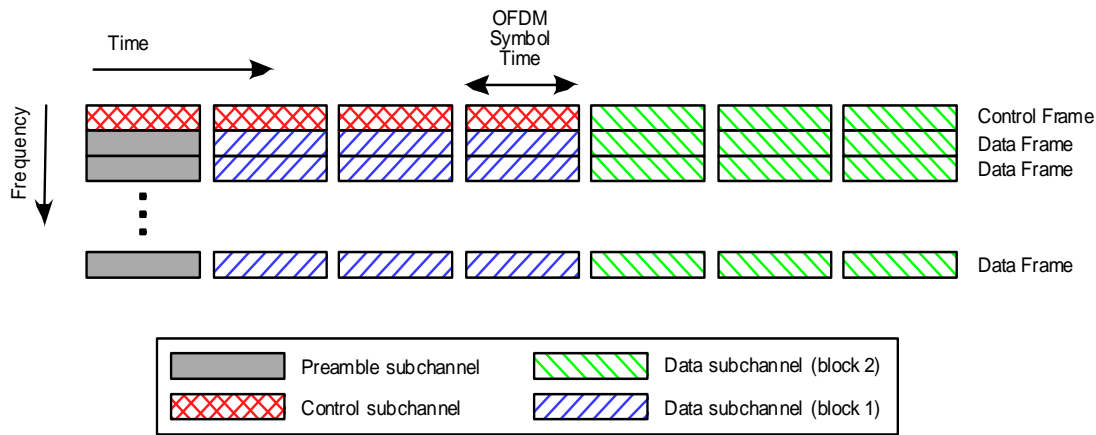 OFDM
Symbol
Time
Time
Frequency
Control Frame
Data Frame
Data Frame
Data Frame
Preamble subchannel
Data subchannel (block 2)
Control subchannel
Data subchannel (block 1)